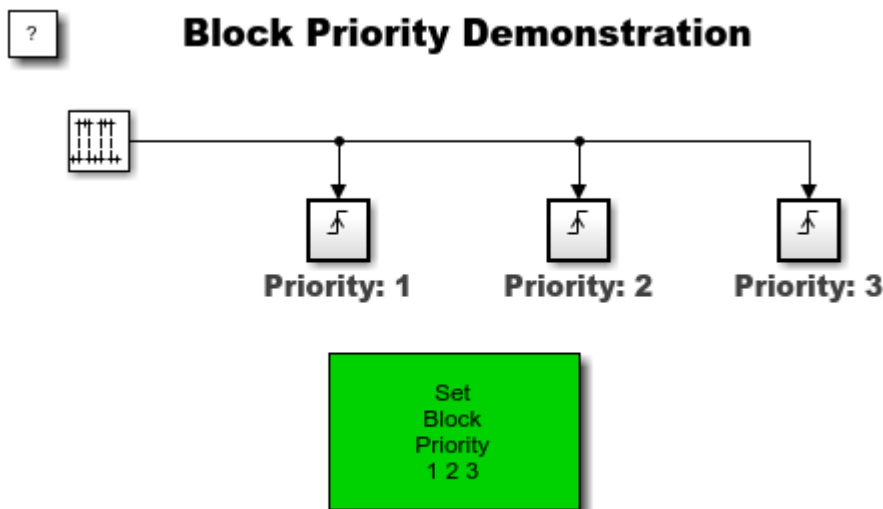 ?
Block Priority Demonstration
Priority: 1
Priority: 2
Priority: 3
Set
Block
Priority
1 2 3